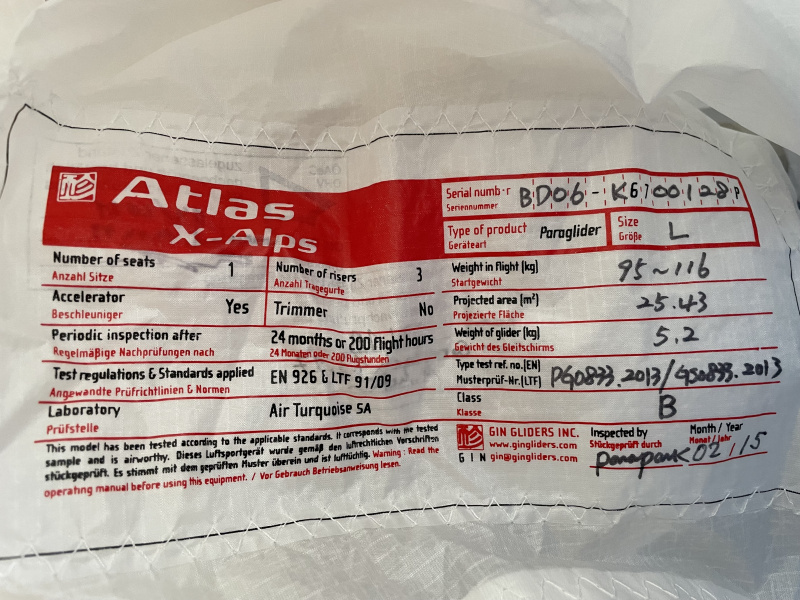 Atlas
X-Alps
Serial numb r BD06-K6700128P
Seriennummer
Type of product Paraglider
Geräteart
Size L
Größe
Number of seats 1
Anzahl Sitze
Number of risers 3
Anzahl Tragegurte
Accelerator Yes
Beschleuniger
Trimmer No
Periodic inspection after 24 months or 200 flight hours
Regelmäßige Nachprüfungen nach 24 Monaten oder 200 Flugstunden
Test regulations & Standards applied EN 926 & LTF 91/09
Angewandte Prüfrichtlinien & Normen
Laboratory Air Turquoise SA
Prüfstelle
This model has been tested according to the applicable standards. It corresponds with the tested
sample and is airworthy. Dieses Luftsportgerät wurde gemäß den luftrechtlichen Vorschriften
stückgeprüft. Es stimmt mit dem geprüften Muster überein und ist lufttüchtig. Warning : Read the
operating manual before using this equipment. / Vor Gebrauch Betriebsanweisung lesen.
Weight in flight (kg) 95~116
Startgewicht
Projected area (m²) 25.43
Projezierte Fläche
Weight of glider (kg) 5.2
Gewicht des Gleitschirms
Type test ref. no.(EN) PG0833.2013/GS0833.2013
Musterprüf-Nr.(LTF)
Class B
Klasse
GIN GLIDERS INC.
www.gingliders.com
GIN gin@gingliders.com
Inspected by
Stückgeprüft durch
parapark
Month / Year
Monat / Jahr
02/15